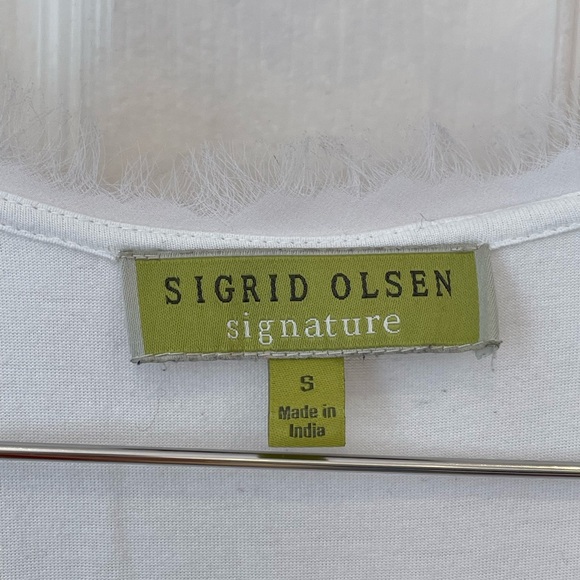 SIGRID OLSEN
signature
S
Made in
India